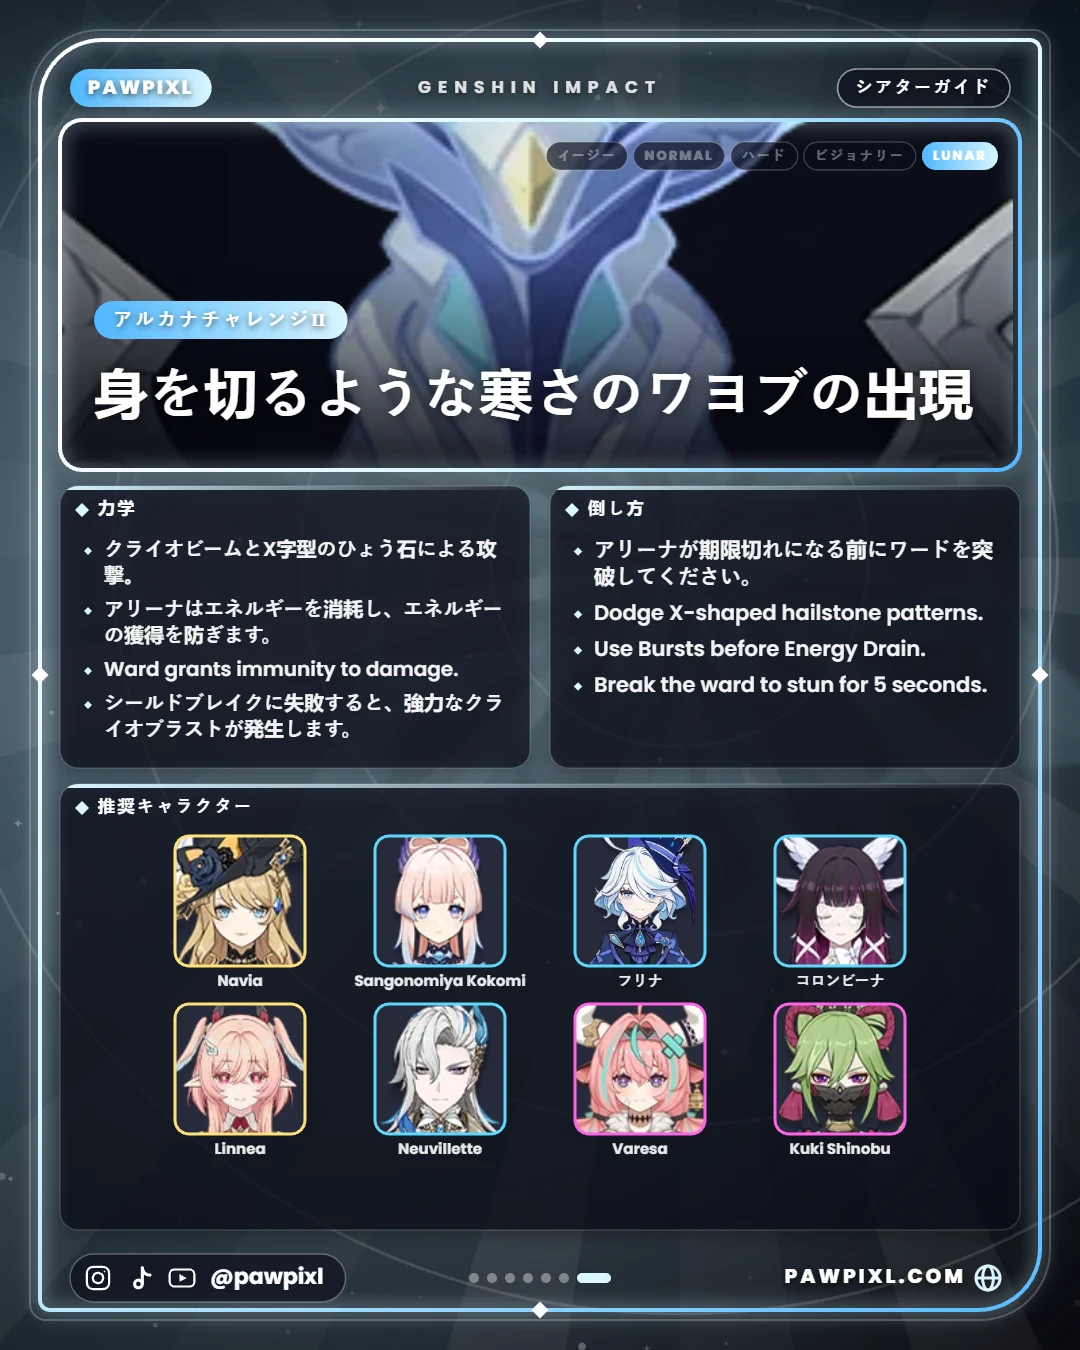 PAWPIXL
GENSHIN IMPACT
シアターガイド
イージー
NORMAL
ハード
ビジョナリー
LUNAR
アルカナチャレンジII
身を切るような寒さのワヨブの出現
力学
クライオビームとX字型のひょう石による攻
撃。
アリーナはエネルギーを消耗し、エネルギー
の獲得を防ぎます。
Ward grants immunity to damage.
シールドブレイクに失敗すると、強力なクラ
イオブラストが発生します。
倒し方
アリーナが期限切れになる前にワードを突
破してください。
Dodge X-shaped hailstone patterns.
Use Bursts before Energy Drain.
Break the ward to stun for 5 seconds.
推奨キャラクター
Navia
Sangonomiya Kokomi
フリナ
コロンビーナ
Linnea
Neuvillette
Varesa
Kuki Shinobu
@pawpixl
PAWPIXL.COM